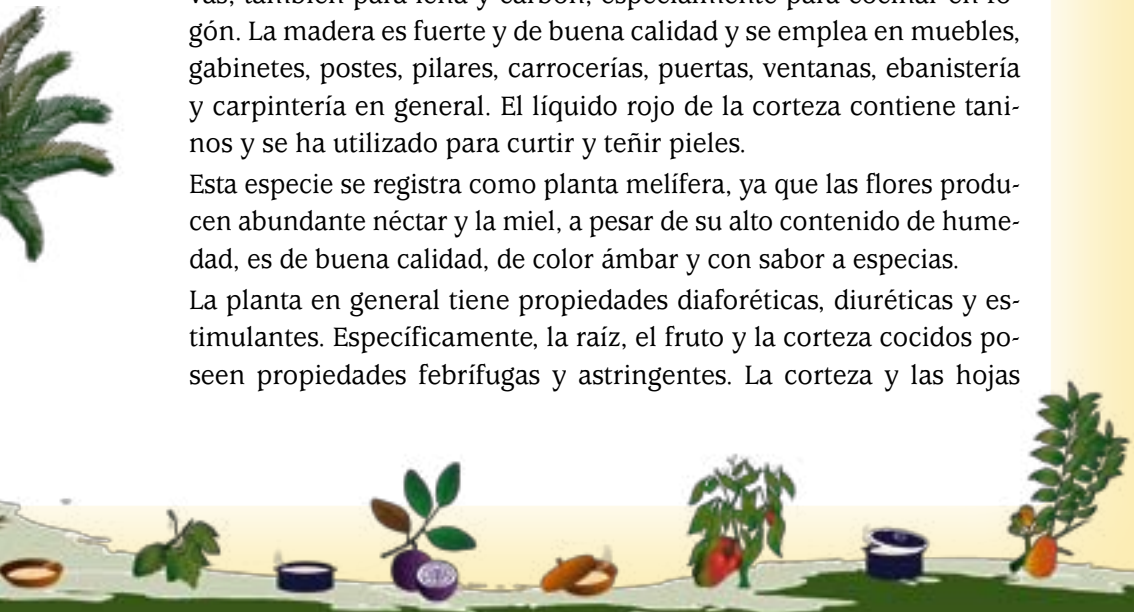 vas, también para leña y carbón, especialmente para cocinar en fo-
gón. La madera es fuerte y de buena calidad y se emplea en muebles,
gabinetes, postes, pilares, carrocerías, puertas, ventanas, ebanistería
y carpintería en general. El líquido rojo de la corteza contiene tani-
nos y se ha utilizado para curtir y teñir pieles.
Esta especie se registra como planta melífera, ya que las flores produ-
cen abundante néctar y la miel, a pesar de su alto contenido de hume-
dad, es de buena calidad, de color ámbar y con sabor a especias.
La planta en general tiene propiedades diaforéticas, diuréticas y es-
timulantes. Específicamente, la raíz, el fruto y la corteza cocidos po-
seen propiedades febrífugas y astringentes. La corteza y las hojas